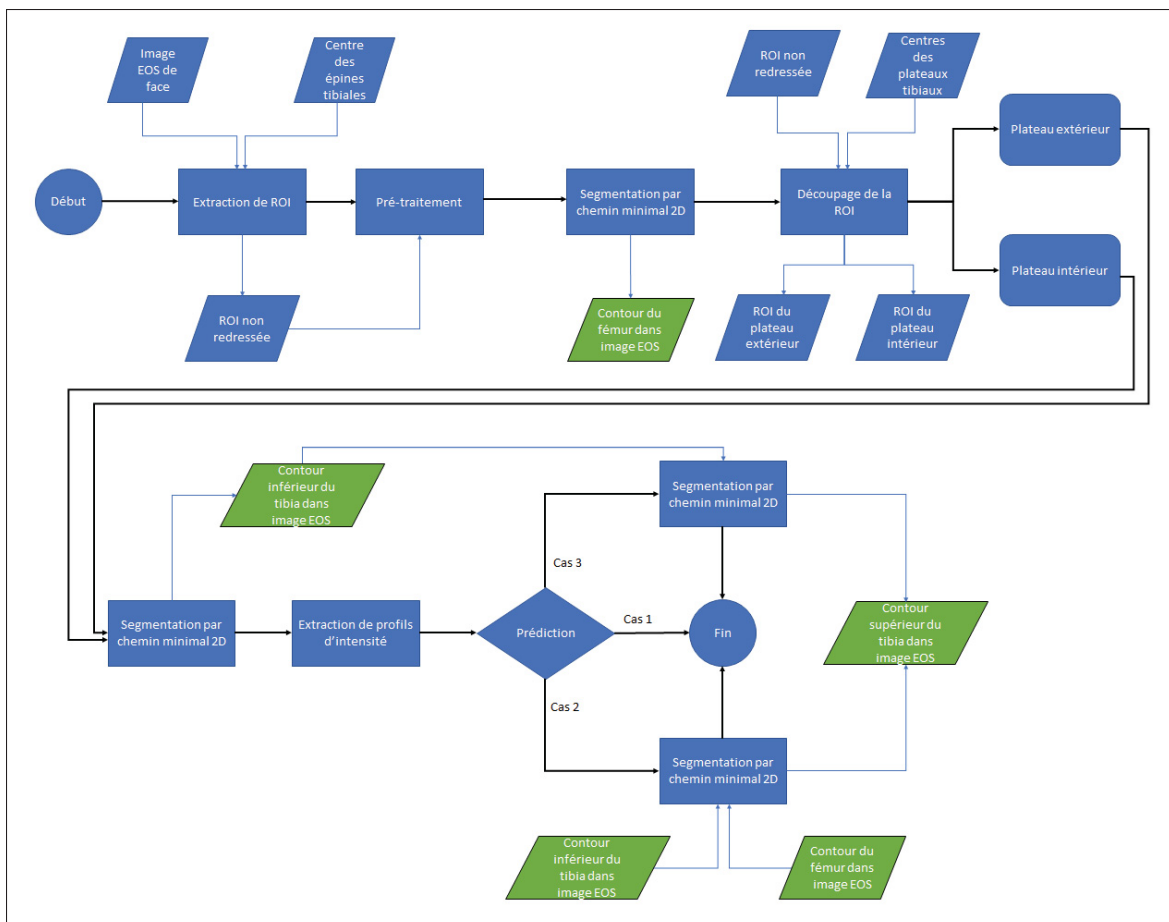 Image
EOS de
face
Centre
des
épines
tibiales
ROI non
redressée
Centres
des
plateaux
tibiaux
Plateau extérieur
Début
Extraction de ROI
Pré-traitement
Segmentation par
chemin minimal 2D
Découpage de la
ROI
Plateau intérieur
ROI non
redressée
Contour du
fémur dans
image EOS
ROI du
plateau
extérieur
ROI du
plateau
intérieur
Contour
inférieur du
tibia dans
image EOS
Segmentation par
chemin minimal 2D
Cas 3
Segmentation par
chemin minimal 2D
Extraction de profils
d'intensité
Prédiction
Cas 1
Fin
Contour
supérieur du
tibia dans
image EOS
Cas 2
Segmentation par
chemin minimal 2D
Contour
inférieur du
tibia dans
image EOS
Contour du
fémur dans
image EOS